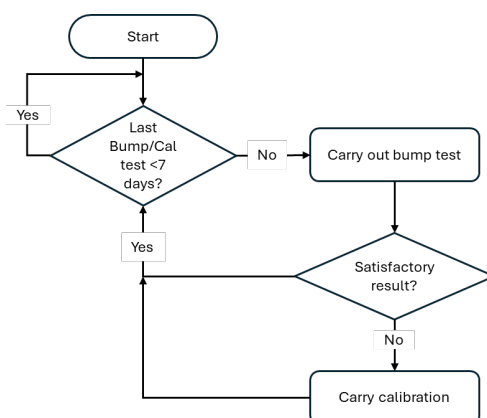 Start
Yes
Last
Bump/Cal
test <7
days?
No
Carry out bump test
Yes
Satisfactory
result?
No
Carry calibration